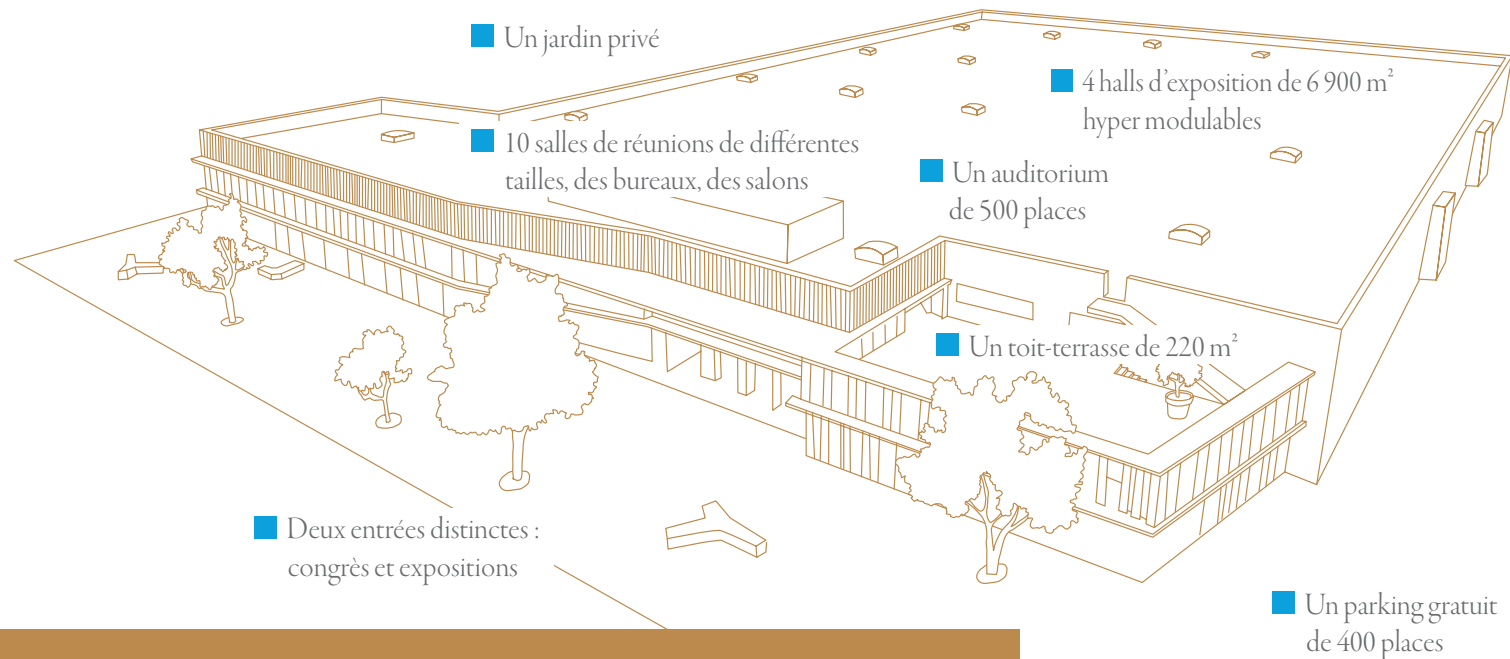 Un jardin privé
4 halls d’exposition de 6 900 m²
hyper modulables
10 salles de réunions de différentes
tailles, des bureaux, des salons
Un auditorium
de 500 places
Un toit-terrasse de 220 m²
Deux entrées distinctes :
congrès et expositions
Un parking gratuit
de 400 places